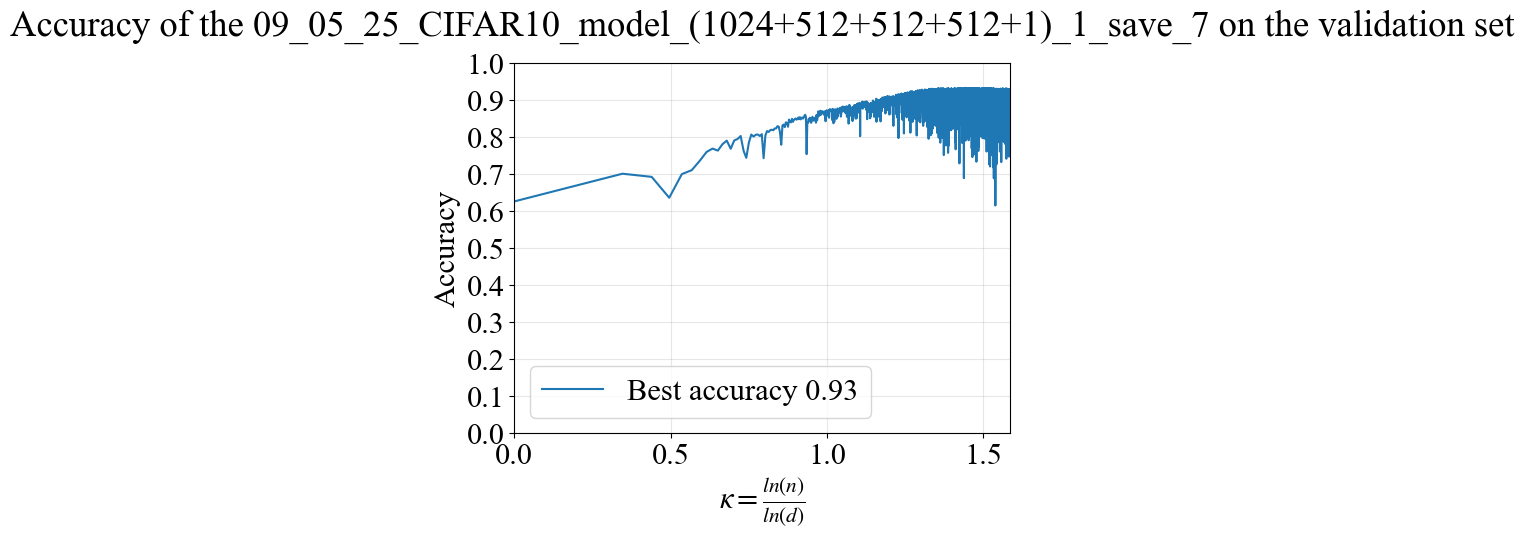 Accuracy of the 09_05_25_CIFAR10_model_(1024+512+512+512+1)_1_save_7 on the validation set
1.0
0.9
0.8
0.7
0.6
0.5
0.4
0.3
0.2
0.1
0.0
Accuracy
Best accuracy 0.93
0.0 0.5 1.0 1.5
κ = ln(n) / ln(d)